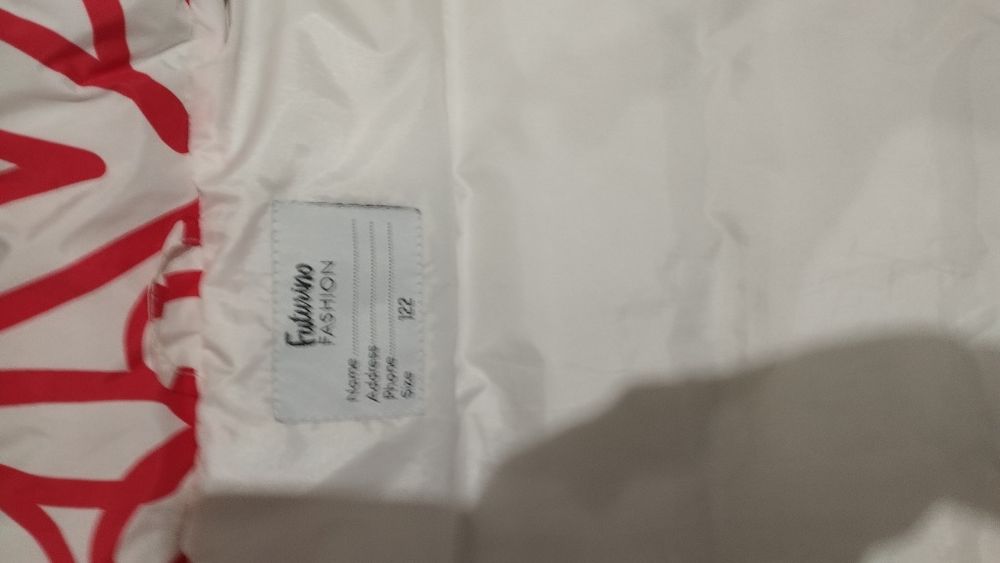 Futurino
FASHION
Name
Address
Phone
Size 122